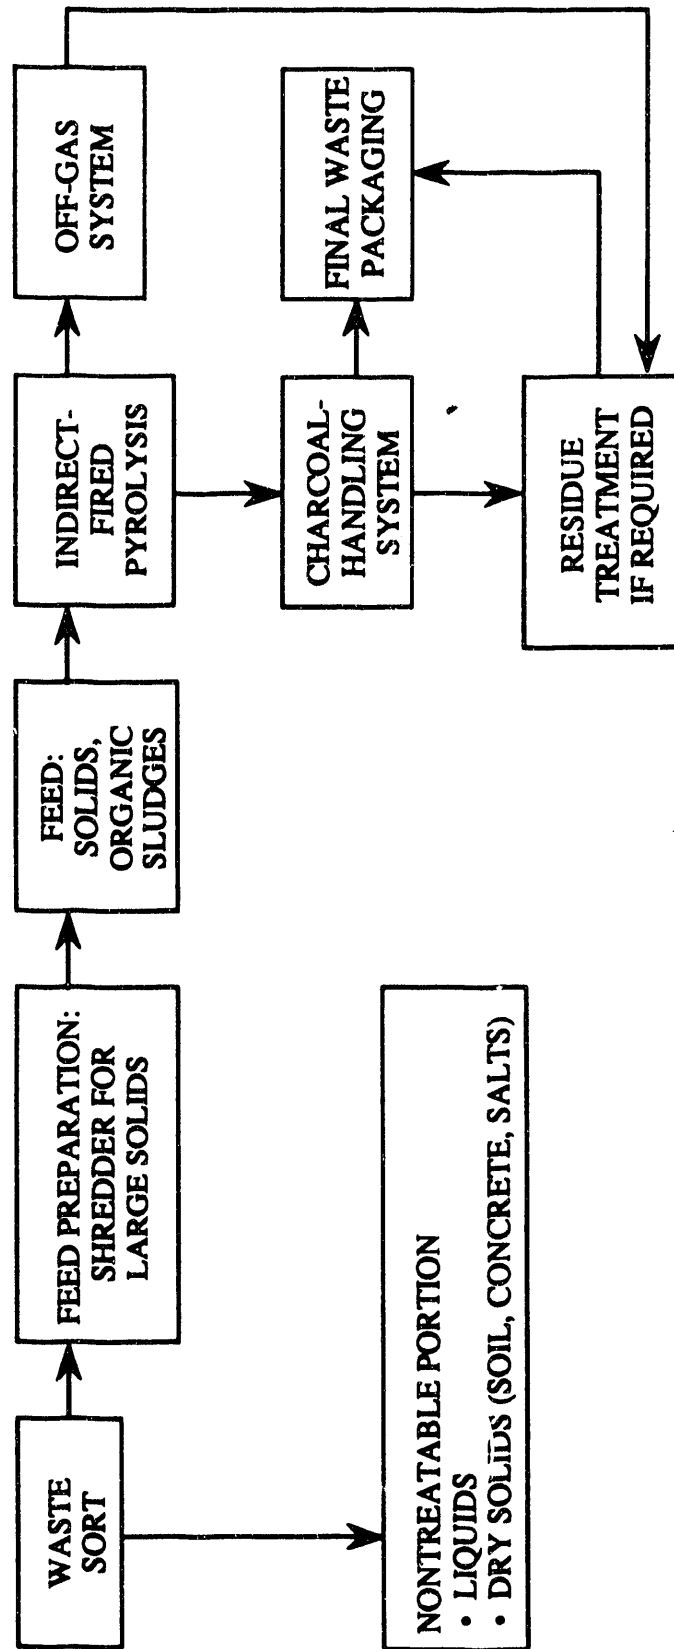 WASTE
SORT
FEED PREPARATION:
SHREDDER FOR
LARGE SOLIDS
FEED:
SOLIDS,
ORGANIC
SLUDGES
INDIRECT-
FIRED
PYROLYSIS
OFF-GAS
SYSTEM
CHARCOAL-
HANDLING
SYSTEM
FINAL WASTE
PACKAGING
NONTREATABLE PORTION
• LIQUIDS
• DRY SOLIDS (SOIL, CONCRETE, SALTS)
RESIDUE
TREATMENT
IF REQUIRED